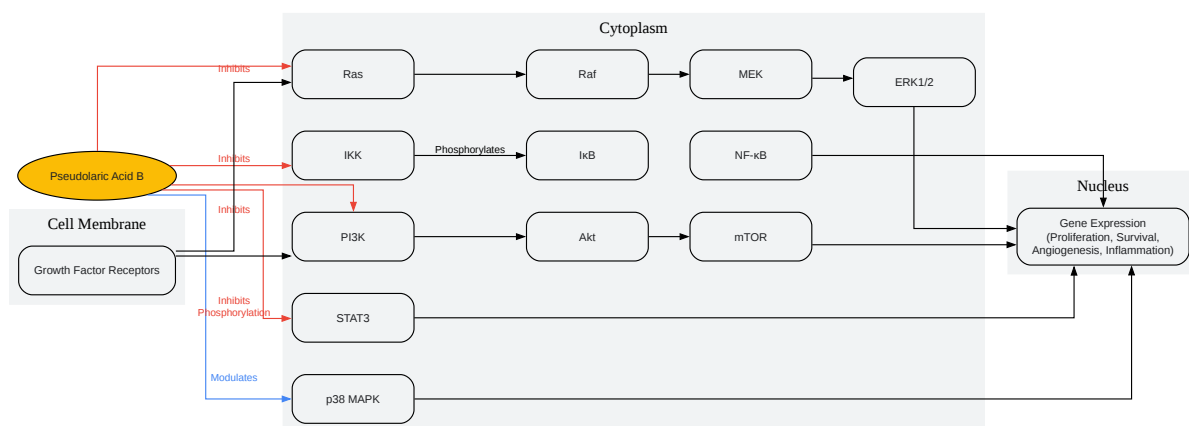 Cytoplasm
Inhibits
Ras
Raf
MEK
ERK1/2
Inhibits
IKK
Phosphorylates
IκB
NF-κB
Pseudolaric Acid B
Nucleus
Inhibits
Cell Membrane
PI3K
Akt
mTOR
Gene Expression
(Proliferation, Survival,
Angiogenesis, Inflammation)
Growth Factor Receptors
Inhibits
Phosphorylation
STAT3
Modulates
p38 MAPK